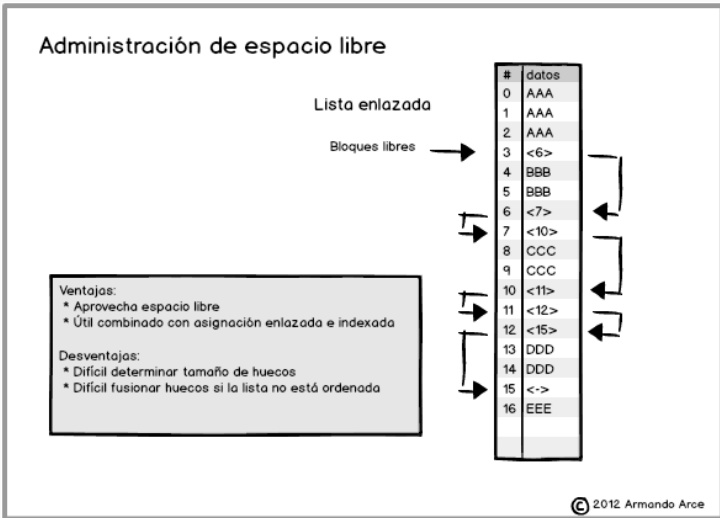 Administración de espacio libre
Lista enlazada
Bloques libres
# datos
0 AAA
1 AAA
2 AAA
3 <6>
4 BBB
5 BBB
6 <7>
7 <10>
8 CCC
9 CCC
10 <11>
11 <12>
12 <15>
13 DDD
14 DDD
15 <->
16 EEE
Ventajas:
* Aprovecha espacio libre
* Útil combinado con asignación enlazada e indexada
Desventajas:
* Difícil determinar tamaño de huecos
* Difícil fusionar huecos si la lista no está ordenada
© 2012 Armando Arce